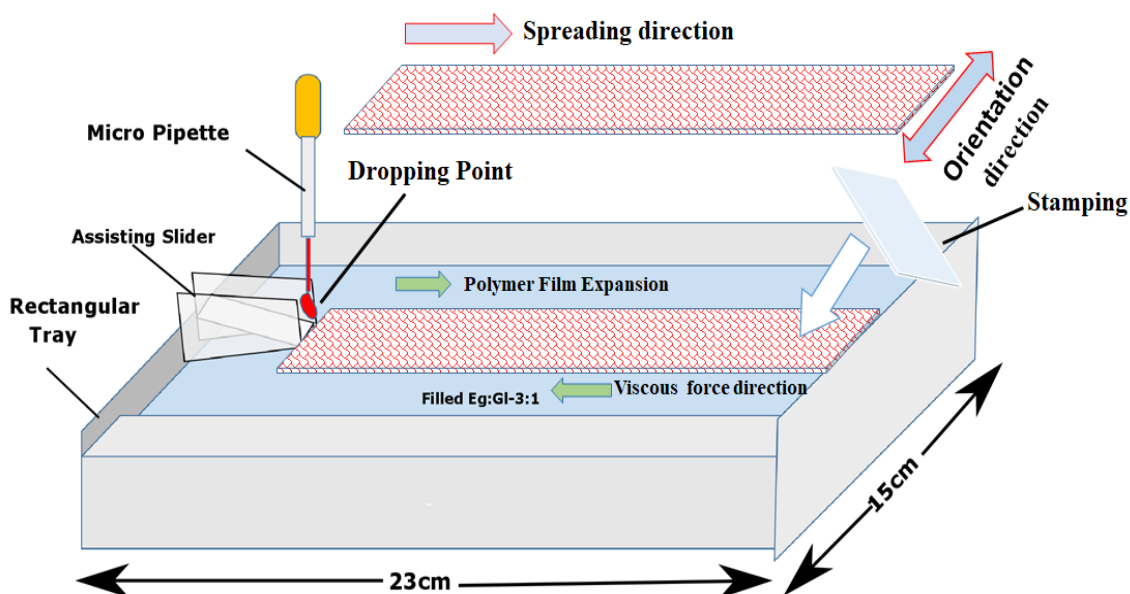 Spreading direction
Orientation
direction
Micro Pipette
Dropping Point
Stamping
Assisting Slider
Polymer Film Expansion
Rectangular
Tray
Viscous force direction
Filled Eg:Gl-3:1
15cm
23cm